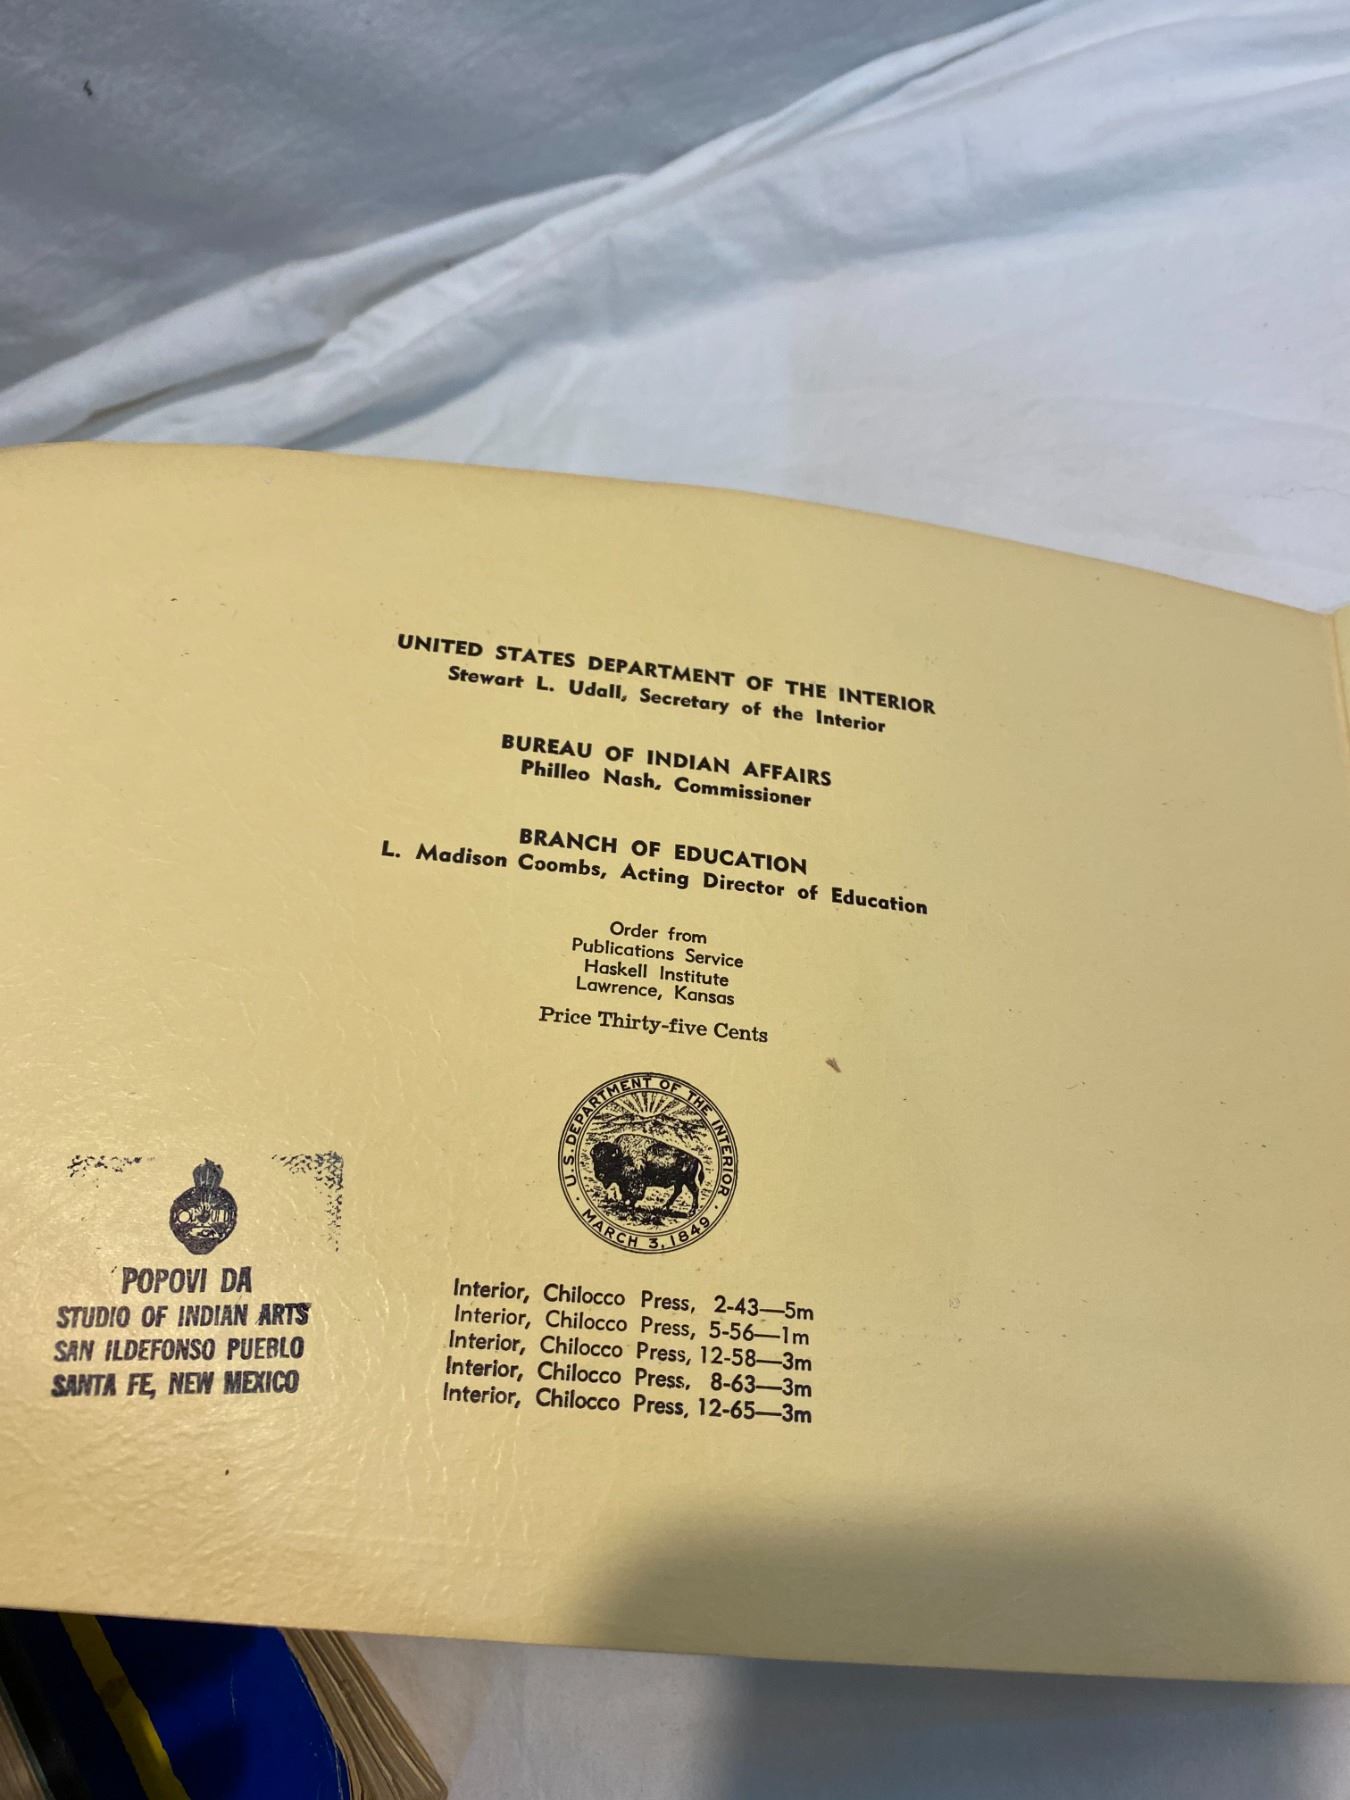 UNITED STATES DEPARTMENT OF THE INTERIOR
Stewart L. Udall, Secretary of the Interior
BUREAU OF INDIAN AFFAIRS
Philleo Nash, Commissioner
BRANCH OF EDUCATION
L. Madison Coombs, Acting Director of Education
Order from
Publications Service
Haskell Institute
Lawrence, Kansas
Price Thirty-five Cents
U.S. DEPARTMENT OF THE INTERIOR
MARCH 3, 1849
POPOVI DA
STUDIO OF INDIAN ARTS
SAN ILDEFONSO PUEBLO
SANTA FE, NEW MEXICO
Interior, Chilocco Press, 2-43—5m
Interior, Chilocco Press, 5-56—1m
Interior, Chilocco Press, 12-58—3m
Interior, Chilocco Press, 8-63—3m
Interior, Chilocco Press, 12-65—3m